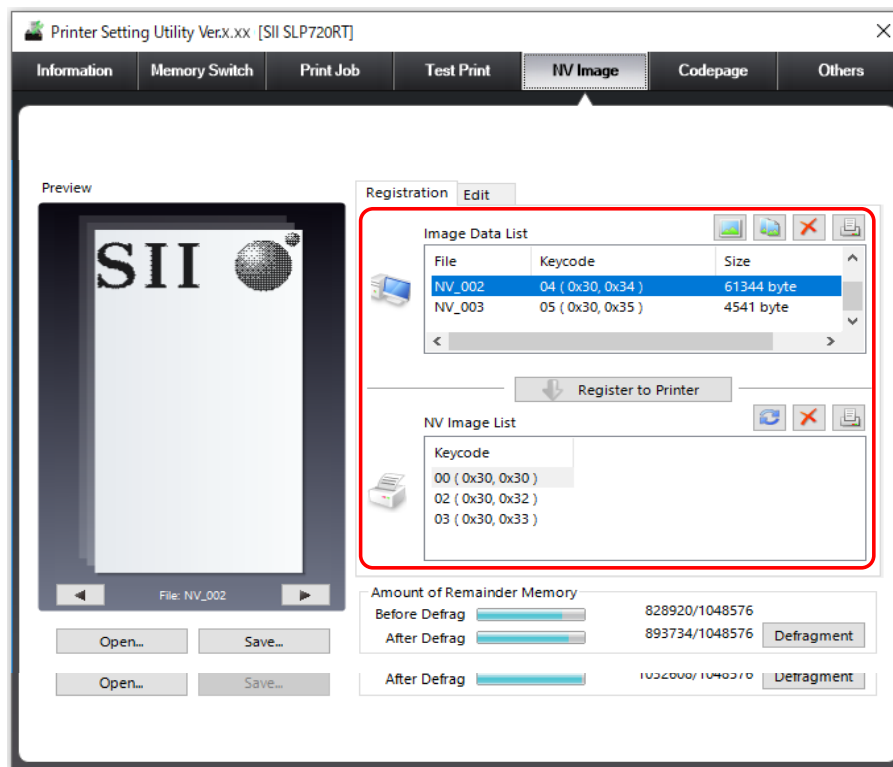 Printer Setting Utility Ver.x.xx [SII SLP720RT]
Information Memory Switch Print Job Test Print NV Image Codepage Others
Preview
SII
File: NV_002
Open... Save...
Open... Save...
Registration Edit
Image Data List
File Keycode Size
NV_002 04 ( 0x30, 0x34 ) 61344 byte
NV_003 05 ( 0x30, 0x35 ) 4541 byte
Register to Printer
NV Image List
Keycode
00 ( 0x30, 0x30 )
02 ( 0x30, 0x32 )
03 ( 0x30, 0x33 )
Amount of Remainder Memory
Before Defrag 828920/1048576
After Defrag 893734/1048576 Defragment
After Defrag 1032608/1048576 Defragment